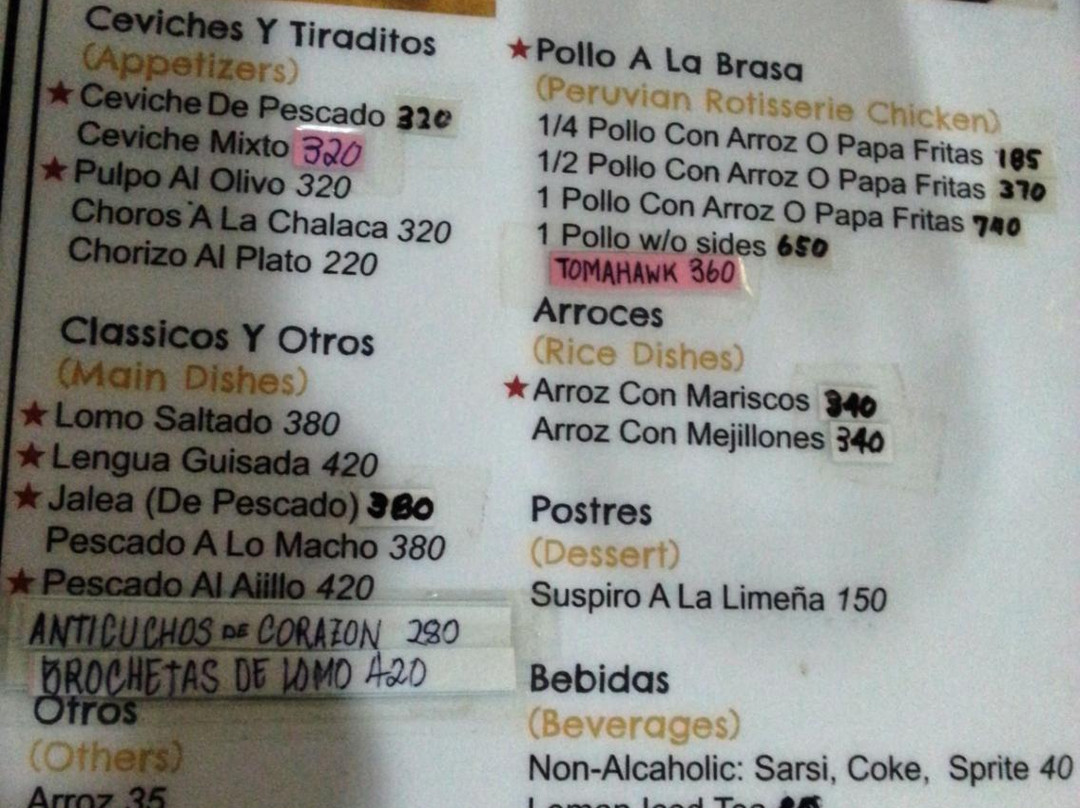 Ceviches Y Tiraditos
(Appetizers)
Ceviche De Pescado 320
Ceviche Mixto 320
Pulpo Al Olivo 320
Choros A La Chalaca 320
Chorizo Al Plato 220
Classicos Y Otros
(Main Dishes)
Lomo Saltado 380
Lengua Guisada 420
Jalea (De Pescado) 380
Pescado A Lo Macho 380
Pescado Al Ajillo 420
ANTICUCHOS DE CORAZON 280
BROCHETAS DE LOMO 420
Otros
(Others)
Arroz 35
Pollo A La Brasa
(Peruvian Rotisserie Chicken)
1/4 Pollo Con Arroz O Papa Fritas 185
1/2 Pollo Con Arroz O Papa Fritas 370
1 Pollo Con Arroz O Papa Fritas 740
1 Pollo w/o sides 650
TOMAHAWK 360
Arroces
(Rice Dishes)
Arroz Con Mariscos 340
Arroz Con Mejillones 340
Postres
(Dessert)
Suspiro A La Limeña 150
Bebidas
(Beverages)
Non-Alcaholic: Sarsi, Coke, Sprite 40
Lemon Iced Tea